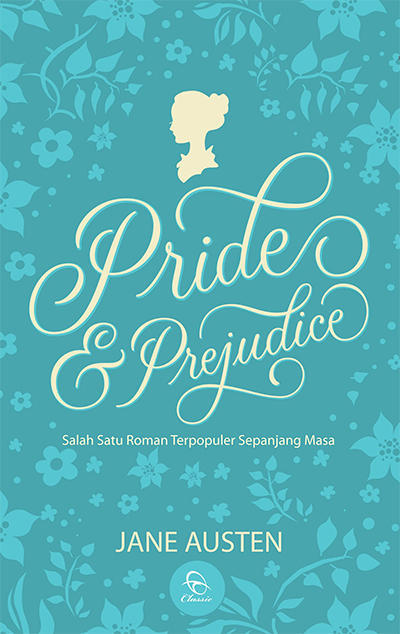 Pride
& Prejudice
Salah Satu Roman Terpopuler Sepanjang Masa
JANE AUSTEN
Classic